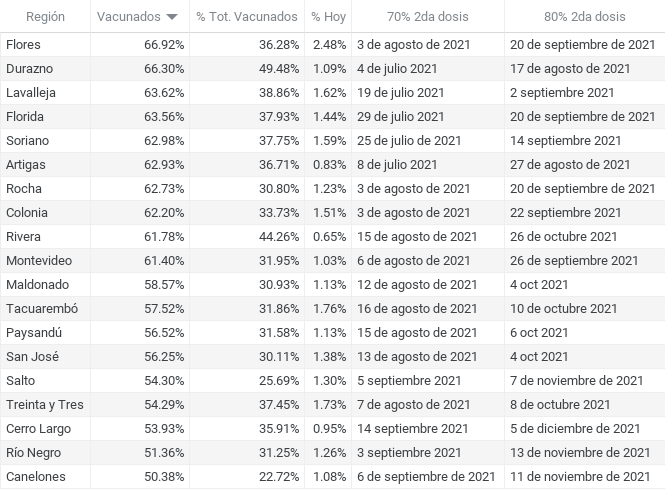 Región Vacunados % Tot. Vacunados % Hoy 70% 2da dosis 80% 2da dosis
Flores 66.92% 36.28% 2.48% 3 de agosto de 2021 20 de septiembre de 2021
Durazno 66.30% 49.48% 1.09% 4 de julio 2021 17 de agosto de 2021
Lavalleja 63.62% 38.86% 1.62% 19 de julio 2021 2 septiembre 2021
Florida 63.56% 37.93% 1.44% 29 de julio 2021 20 de septiembre de 2021
Soriano 62.98% 37.75% 1.59% 25 de julio de 2021 14 septiembre 2021
Artigas 62.93% 36.71% 0.83% 8 de julio 2021 27 de agosto de 2021
Rocha 62.73% 30.80% 1.23% 3 de agosto de 2021 20 de septiembre de 2021
Colonia 62.20% 33.73% 1.51% 3 de agosto de 2021 22 septiembre 2021
Rivera 61.78% 44.26% 0.65% 15 de agosto de 2021 26 de octubre de 2021
Montevideo 61.40% 31.95% 1.03% 6 de agosto de 2021 26 de septiembre de 2021
Maldonado 58.57% 30.93% 1.13% 12 de agosto de 2021 4 oct 2021
Tacuarembó 57.52% 31.86% 1.76% 16 de agosto de 2021 10 de octubre de 2021
Paysandú 56.52% 31.58% 1.13% 15 de agosto de 2021 6 oct 2021
San José 56.25% 30.11% 1.38% 13 de agosto de 2021 4 oct 2021
Salto 54.30% 25.69% 1.30% 5 septiembre 2021 7 de noviembre de 2021
Treinta y Tres 54.29% 37.45% 1.73% 7 de agosto de 2021 8 de octubre de 2021
Cerro Largo 53.93% 35.91% 0.95% 14 septiembre 2021 5 de diciembre de 2021
Río Negro 51.36% 31.25% 1.26% 3 septiembre 2021 13 de noviembre de 2021
Canelones 50.38% 22.72% 1.08% 6 de septiembre de 2021 11 de noviembre de 2021